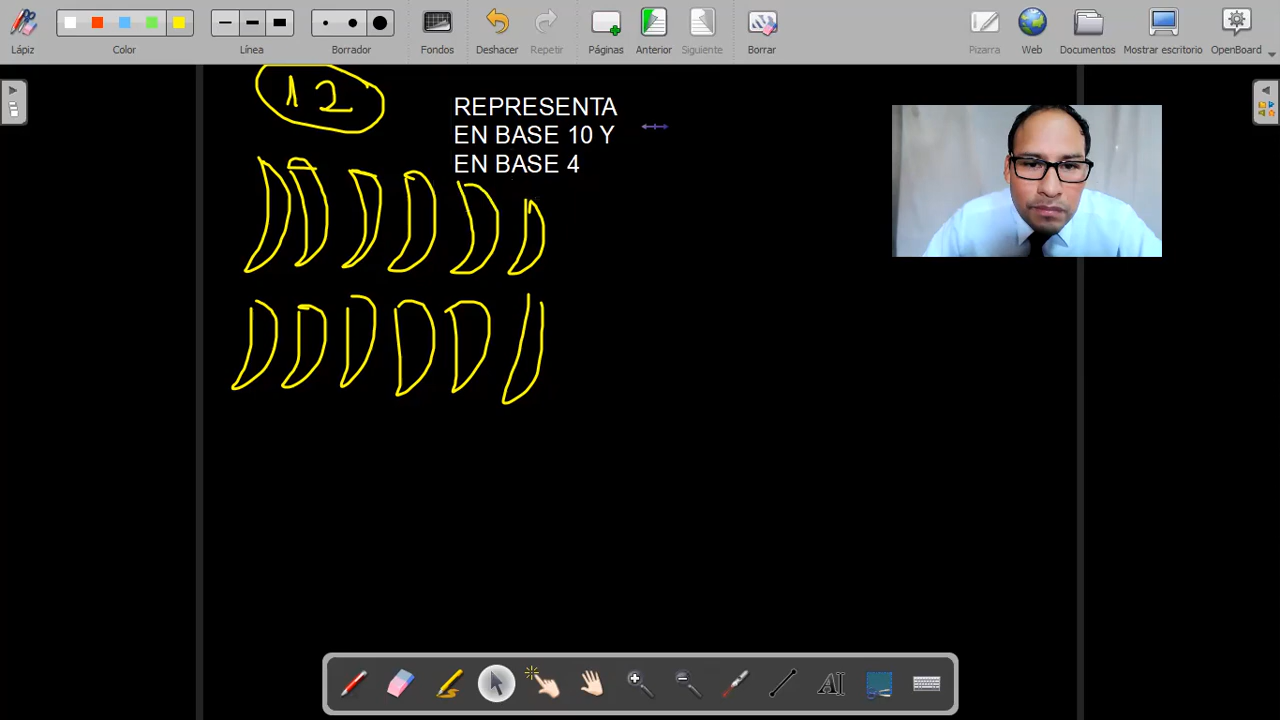 Lápiz
Color
Línea
Borrador
Fondos
Deshacer
Repetir
Páginas
Anterior
Siguiente
Borrar
Pizarra
Web
Documentos
Mostrar escritorio
OpenBoard
12
REPRESENTA
EN BASE 10 Y
EN BASE 4
AI